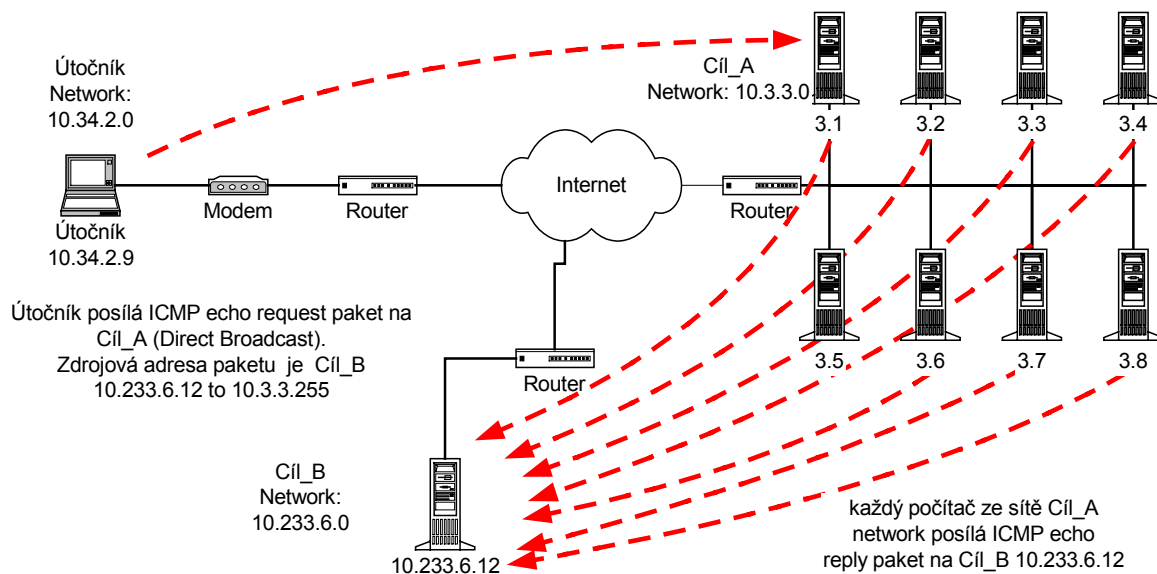 Útočník
Network:
10.34.2.0
Útočník
10.34.2.9
Modem
Router
Internet
Router
Cíl_A
Network: 10.3.3.0
3.1
3.2
3.3
3.4
3.5
3.6
3.7
3.8
Útočník posílá ICMP echo request paket na
Cíl_A (Direct Broadcast).
Zdrojová adresa paketu je Cíl_B
10.233.6.12 to 10.3.3.255
Router
Cíl_B
Network:
10.233.6.0
10.233.6.12
každý počítač ze sítě Cíl_A
network posílá ICMP echo
reply paket na Cíl_B 10.233.6.12